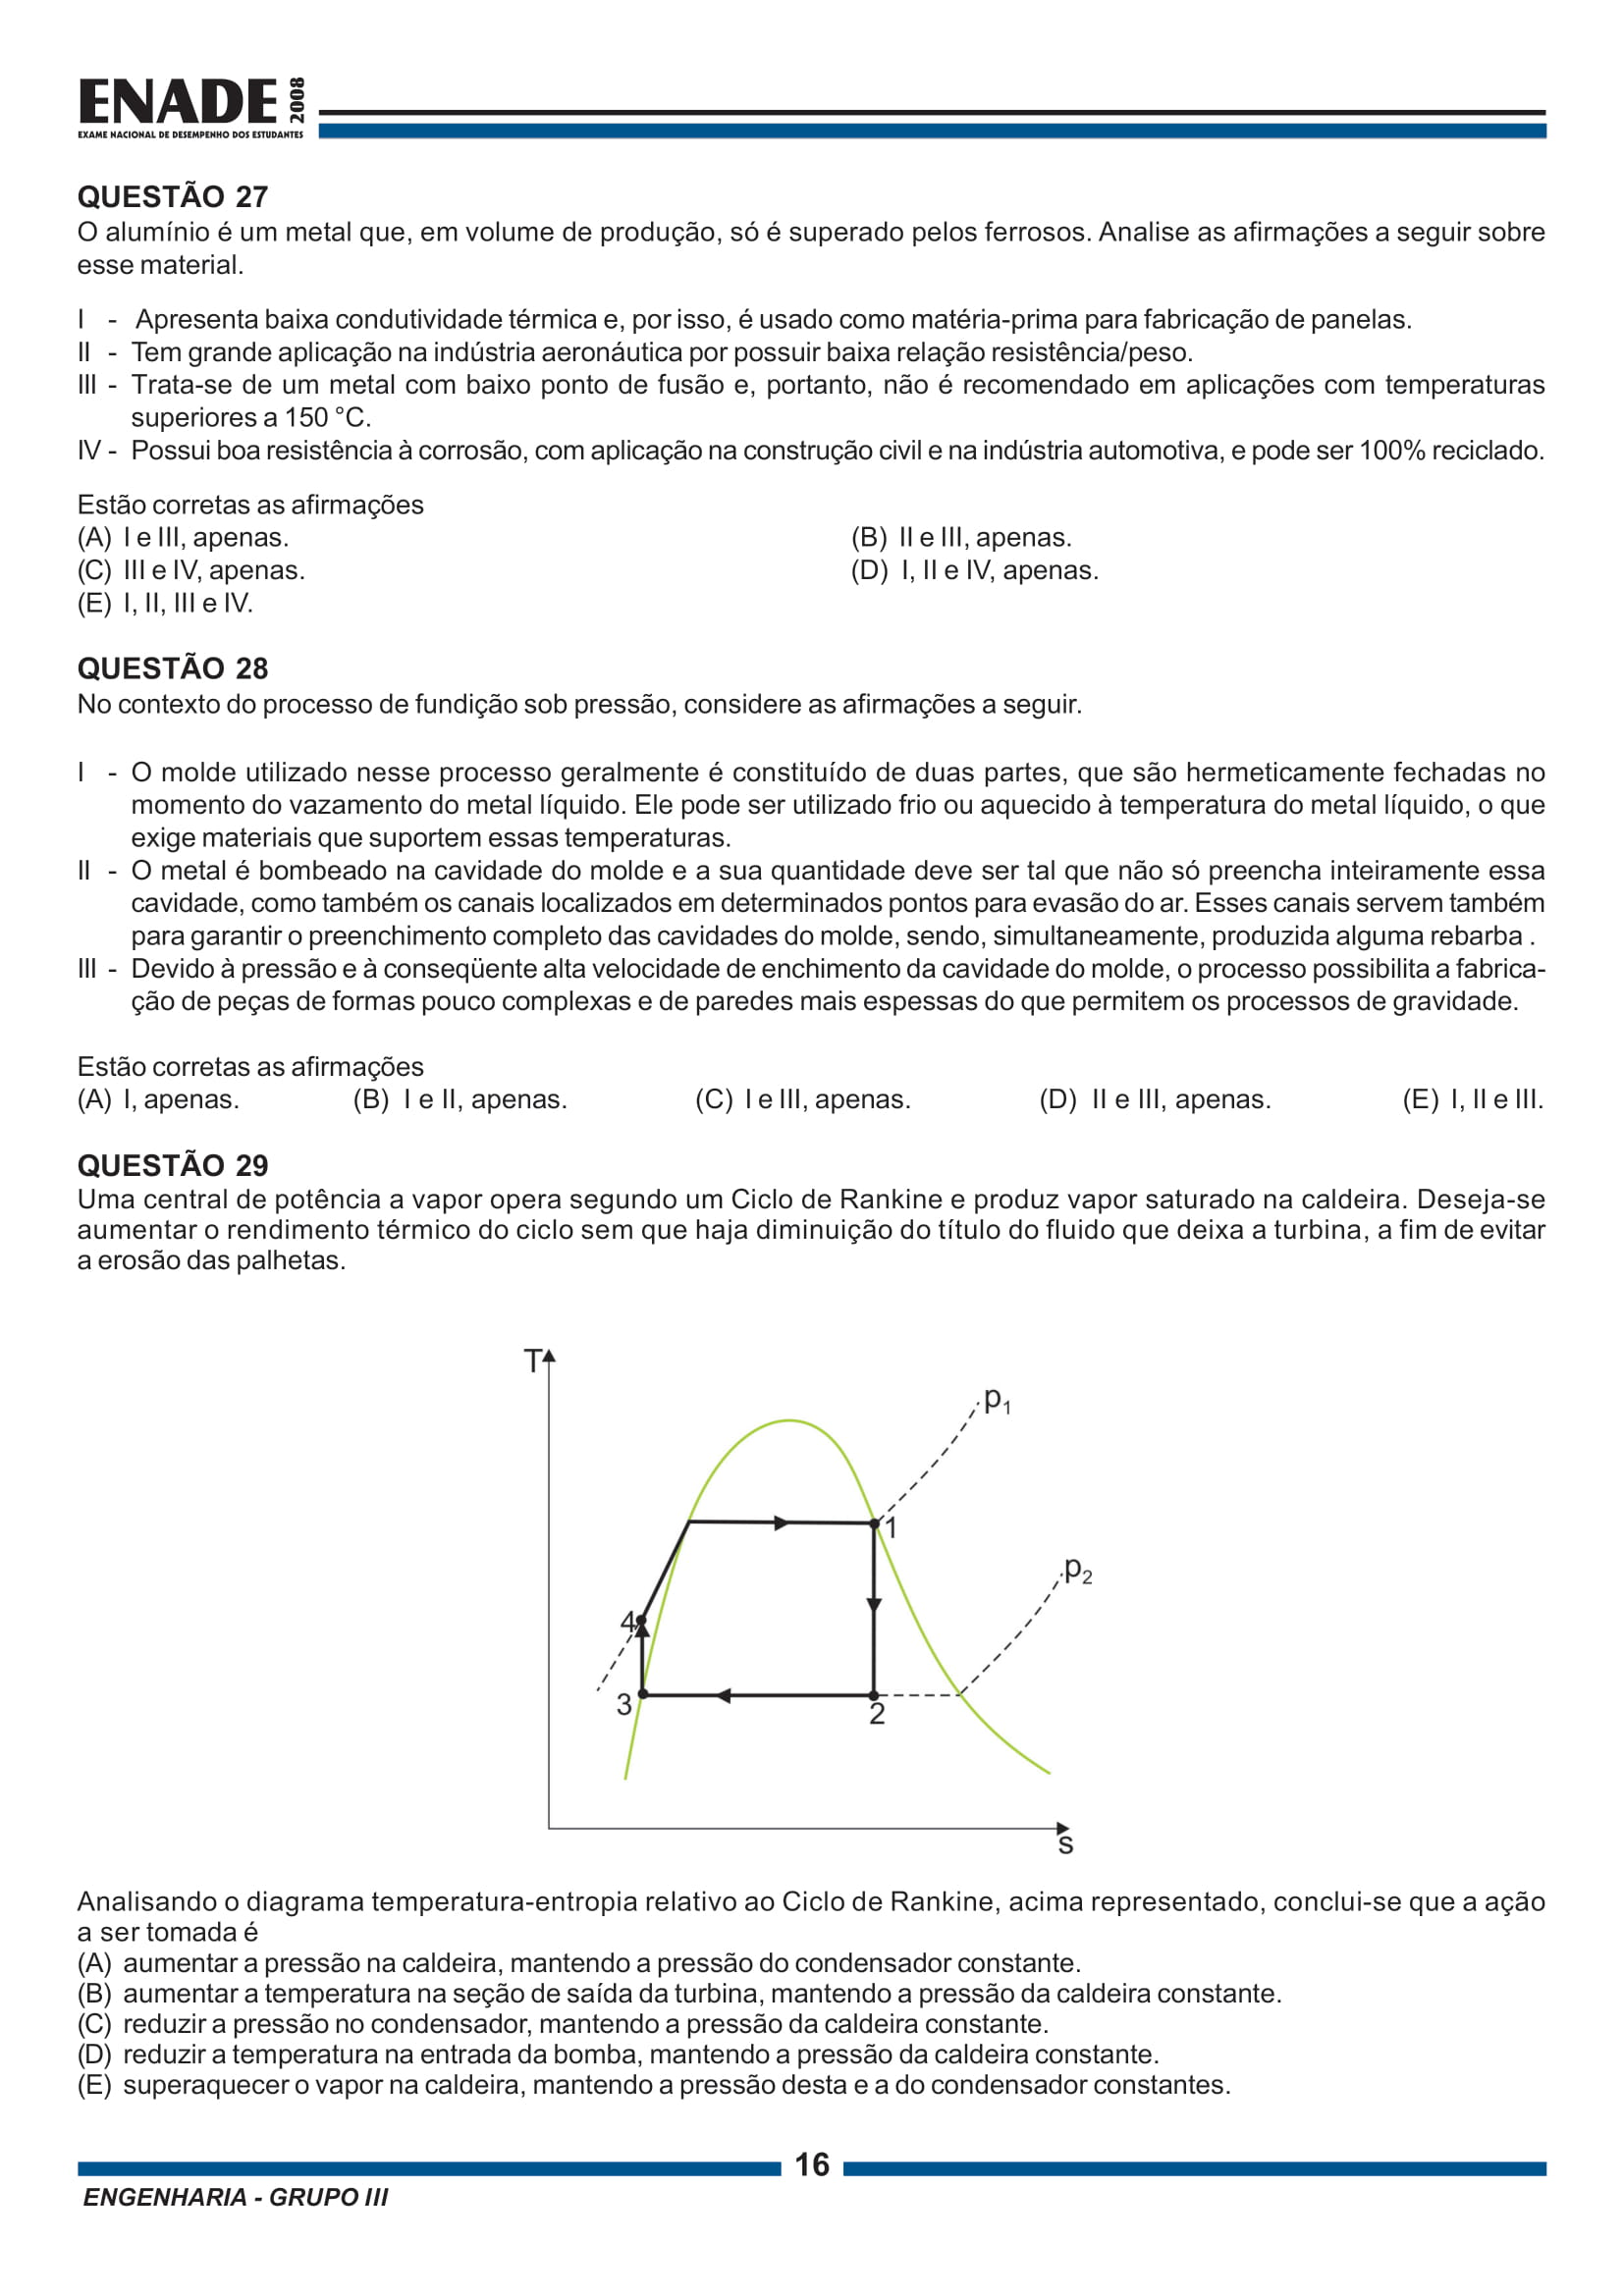 ENADE 2008
EXAME NACIONAL DE DESEMPENHO DOS ESTUDANTES
QUESTÃO 27
O alumínio é um metal que, em volume de produção, só é superado pelos ferrosos. Analise as afirmações a seguir sobre
esse material.
I - Apresenta baixa condutividade térmica e, por isso, é usado como matéria-prima para fabricação de panelas.
II - Tem grande aplicação na indústria aeronáutica por possuir baixa relação resistência/peso.
III - Trata-se de um metal com baixo ponto de fusão e, portanto, não é recomendado em aplicações com temperaturas
superiores a 150 °C.
IV - Possui boa resistência à corrosão, com aplicação na construção civil e na indústria automotiva, e pode ser 100% reciclado.
Estão corretas as afirmações
(A) I e III, apenas. (B) II e III, apenas.
(C) III e IV, apenas. (D) I, II e IV, apenas.
(E) I, II, III e IV.
QUESTÃO 28
No contexto do processo de fundição sob pressão, considere as afirmações a seguir.
I - O molde utilizado nesse processo geralmente é constituído de duas partes, que são hermeticamente fechadas no
momento do vazamento do metal líquido. Ele pode ser utilizado frio ou aquecido à temperatura do metal líquido, o que
exige materiais que suportem essas temperaturas.
II - O metal é bombeado na cavidade do molde e a sua quantidade deve ser tal que não só preencha inteiramente essa
cavidade, como também os canais localizados em determinados pontos para evasão do ar. Esses canais servem também
para garantir o preenchimento completo das cavidades do molde, sendo, simultaneamente, produzida alguma rebarba .
III - Devido à pressão e à conseqüente alta velocidade de enchimento da cavidade do molde, o processo possibilita a fabrica-
ção de peças de formas pouco complexas e de paredes mais espessas do que permitem os processos de gravidade.
Estão corretas as afirmações
(A) I, apenas. (B) I e II, apenas. (C) I e III, apenas. (D) II e III, apenas. (E) I, II e III.
QUESTÃO 29
Uma central de potência a vapor opera segundo um Ciclo de Rankine e produz vapor saturado na caldeira. Deseja-se
aumentar o rendimento térmico do ciclo sem que haja diminuição do título do fluido que deixa a turbina, a fim de evitar
a erosão das palhetas.
T
p1
1
p2
4
3
2
s
Analisando o diagrama temperatura-entropia relativo ao Ciclo de Rankine, acima representado, conclui-se que a ação
a ser tomada é
(A) aumentar a pressão na caldeira, mantendo a pressão do condensador constante.
(B) aumentar a temperatura na seção de saída da turbina, mantendo a pressão da caldeira constante.
(C) reduzir a pressão no condensador, mantendo a pressão da caldeira constante.
(D) reduzir a temperatura na entrada da bomba, mantendo a pressão da caldeira constante.
(E) superaquecer o vapor na caldeira, mantendo a pressão desta e a do condensador constantes.
16
ENGENHARIA - GRUPO III